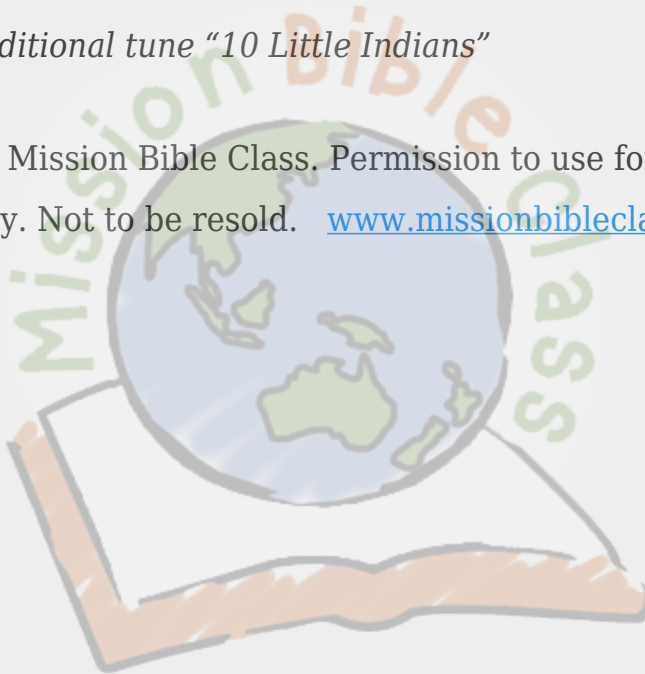 ditional tune “10 Little Indians”
Mission Bible Class. Permission to use for
y. Not to be resold. www.missionbiblecla
Mission Bible Class